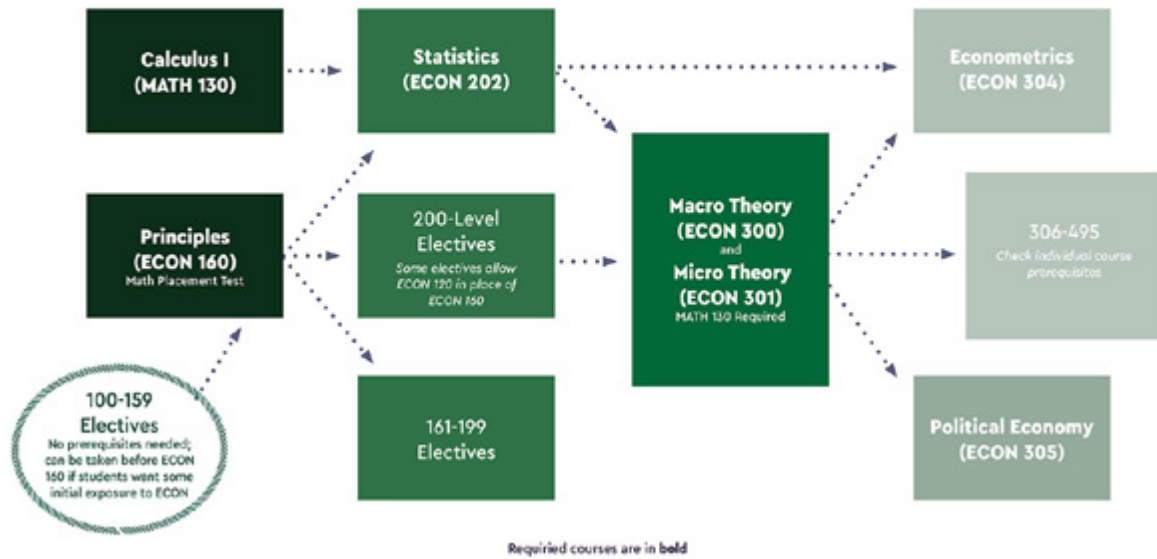 Calculus I
(MATH 130)
Statistics
(ECON 202)
Econometrics
(ECON 304)
Principles
(ECON 160)
Math Placement Test
200-Level
Electives
Some electives allow
ECON 120 in place of
ECON 160
Macro Theory
(ECON 300)
and
Micro Theory
(ECON 301)
MATH 130 Required
306-495
Check individual course
prerequisites
100-159
Electives
No prerequisites needed;
can be taken before ECON
160 if students want some
initial exposure to ECON
161-199
Electives
Political Economy
(ECON 305)
Requiried courses are in bold